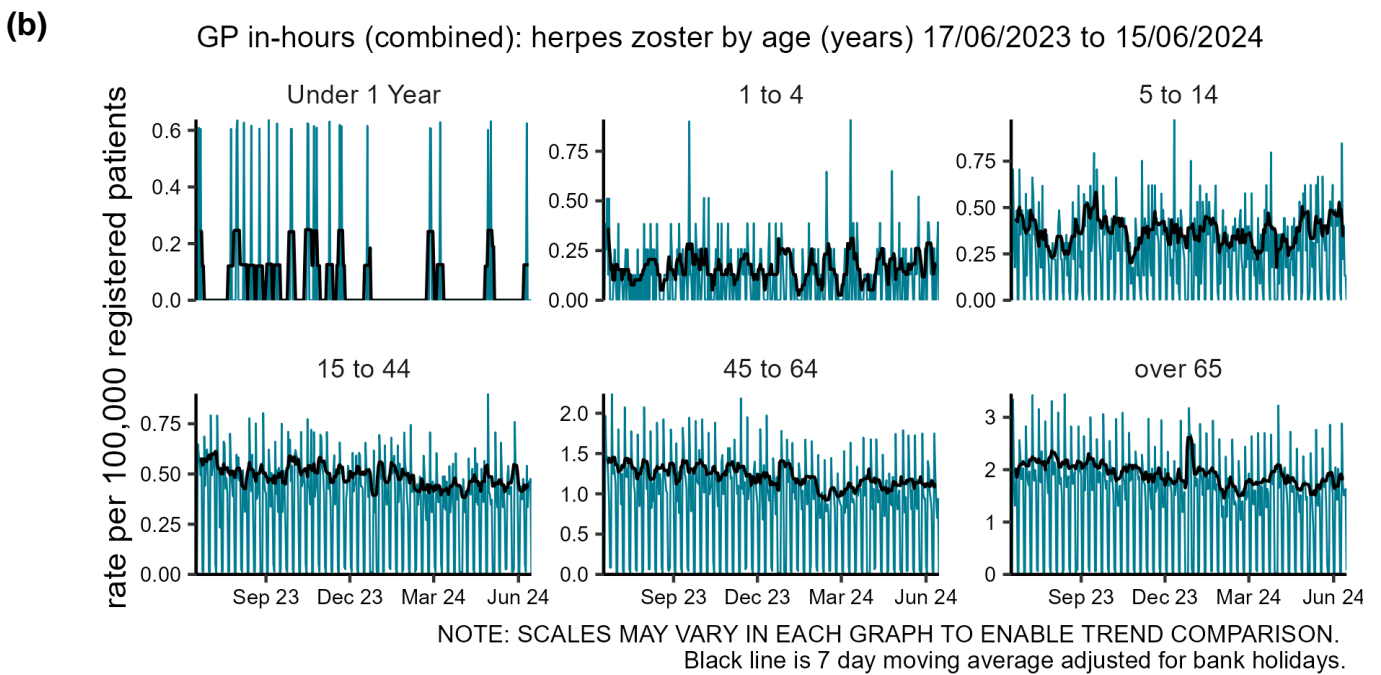 (b)
GP in-hours (combined): herpes zoster by age (years) 17/06/2023 to 15/06/2024
rate per 100,000 registered patients
Under 1 Year
0.6
0.4
0.2
0.0
1 to 4
0.75
0.50
0.25
0.00
5 to 14
0.75
0.50
0.25
0.00
15 to 44
0.75
0.50
0.25
0.00
Sep 23 Dec 23 Mar 24 Jun 24
45 to 64
2.0
1.5
1.0
0.5
0.0
Sep 23 Dec 23 Mar 24 Jun 24
over 65
3
2
1
0
Sep 23 Dec 23 Mar 24 Jun 24
NOTE: SCALES MAY VARY IN EACH GRAPH TO ENABLE TREND COMPARISON.
Black line is 7 day moving average adjusted for bank holidays.